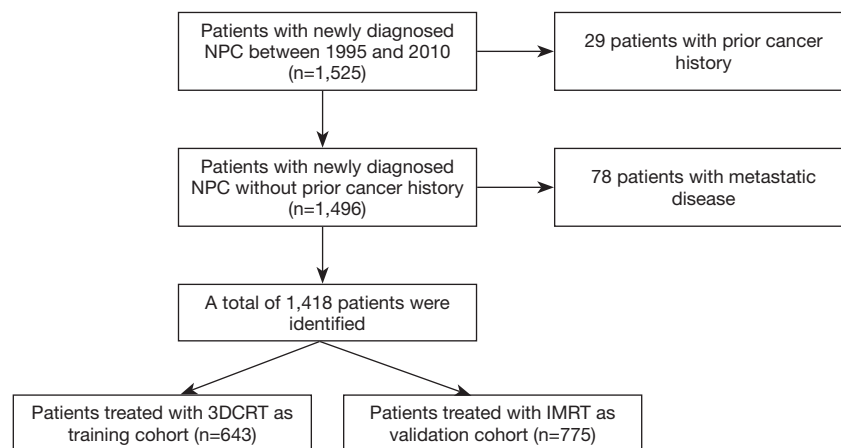 Patients with newly diagnosed
NPC between 1995 and 2010
(n=1,525)
29 patients with prior cancer
history
Patients with newly diagnosed
NPC without prior cancer history
(n=1,496)
78 patients with metastatic
disease
A total of 1,418 patients were
identified
Patients treated with 3DCRT as
training cohort (n=643)
Patients treated with IMRT as
validation cohort (n=775)